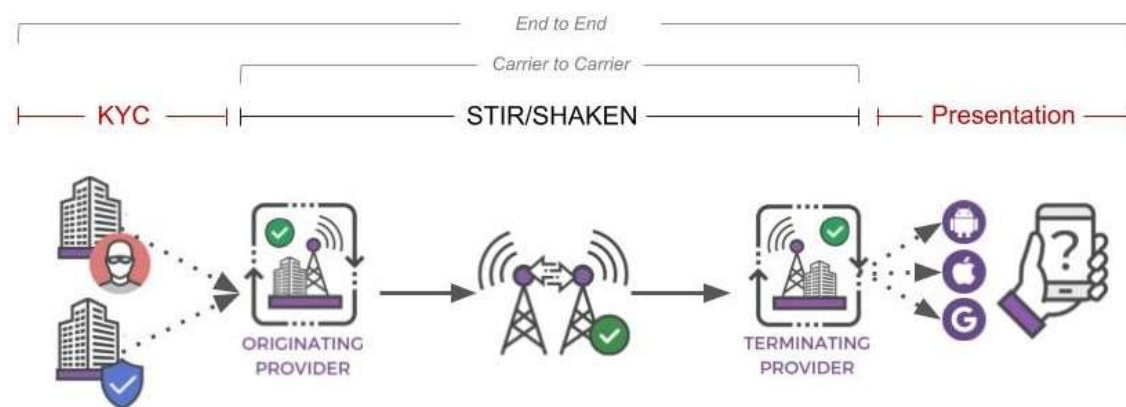 End to End
Carrier to Carrier
KYC
STIR/SHAKEN
Presentation
?
G
ORIGINATING
PROVIDER
TERMINATING
PROVIDER